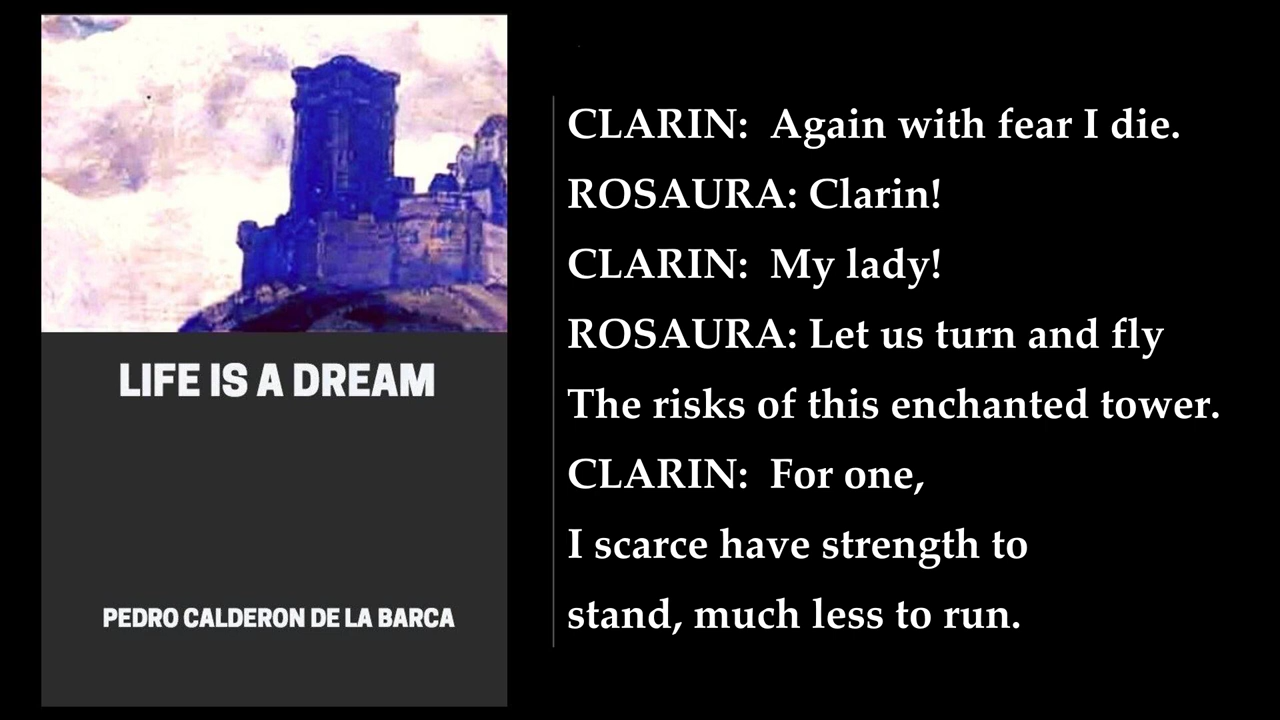 LIFE IS A DREAM
PEDRO CALDERON DE LA BARCA
CLARIN: Again with fear I die.
ROSAURA: Clarin!
CLARIN: My lady!
ROSAURA: Let us turn and fly
The risks of this enchanted tower.
CLARIN: For one,
I scarce have strength to
stand, much less to run.